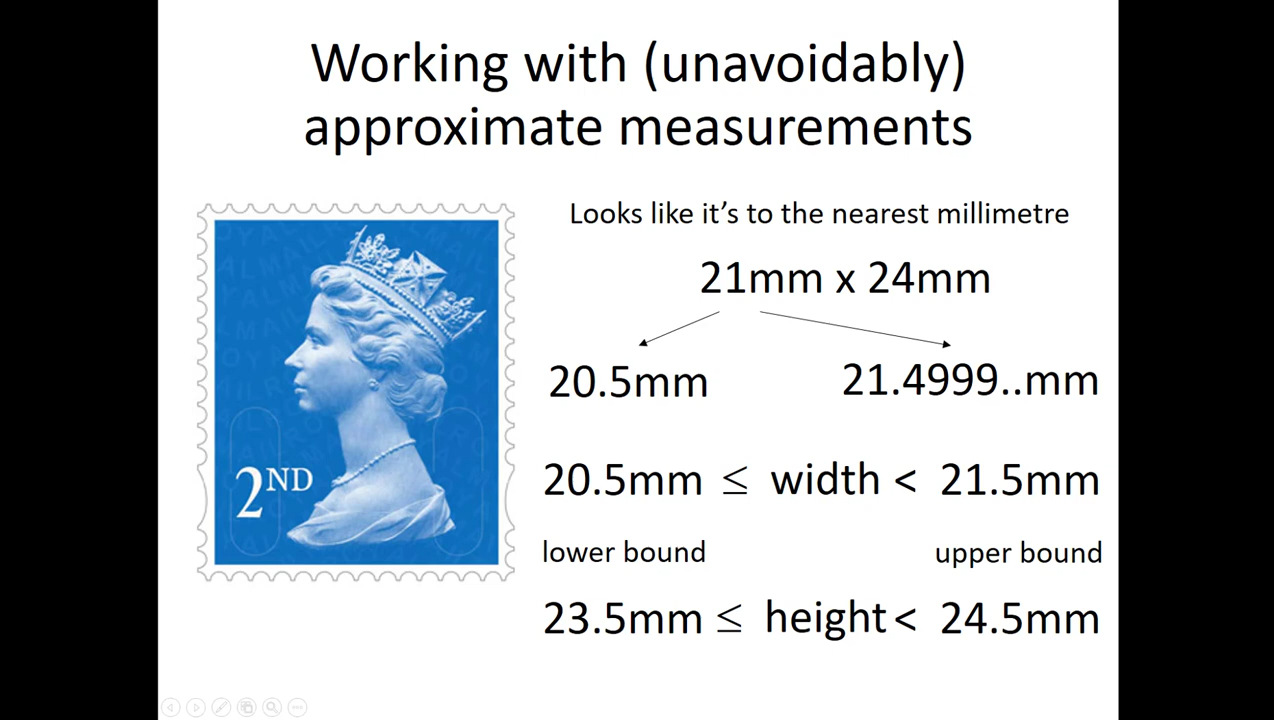 Working with (unavoidably)
approximate measurements
Looks like it’s to the nearest millimetre
21mm x 24mm
20.5mm 21.4999..mm
20.5mm ≤ width < 21.5mm
lower bound upper bound
23.5mm ≤ height < 24.5mm
2ND